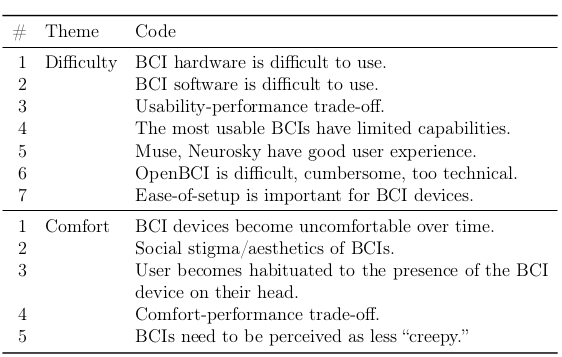 # Theme Code
1 Difficulty BCI hardware is difficult to use.
2 BCI software is difficult to use.
3 Usability-performance trade-off.
4 The most usable BCIs have limited capabilities.
5 Muse, Neurosky have good user experience.
6 OpenBCI is difficult, cumbersome, too technical.
7 Ease-of-setup is important for BCI devices.
1 Comfort BCI devices become uncomfortable over time.
2 Social stigma/aesthetics of BCIs.
3 User becomes habituated to the presence of the BCI
device on their head.
4 Comfort-performance trade-off.
5 BCIs need to be perceived as less “creepy.”